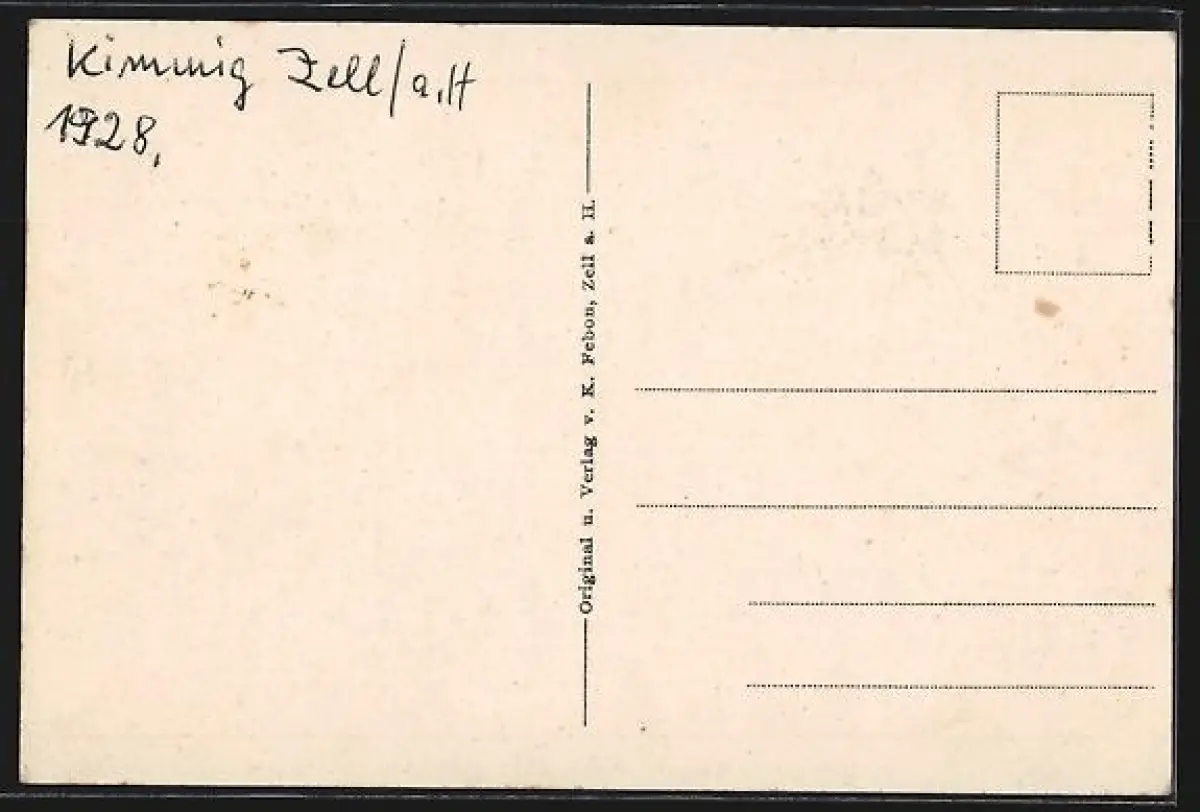 Kimmig Zell/a.H
1928.
Original u. Verlag v. K. Febon, Zell a. H.